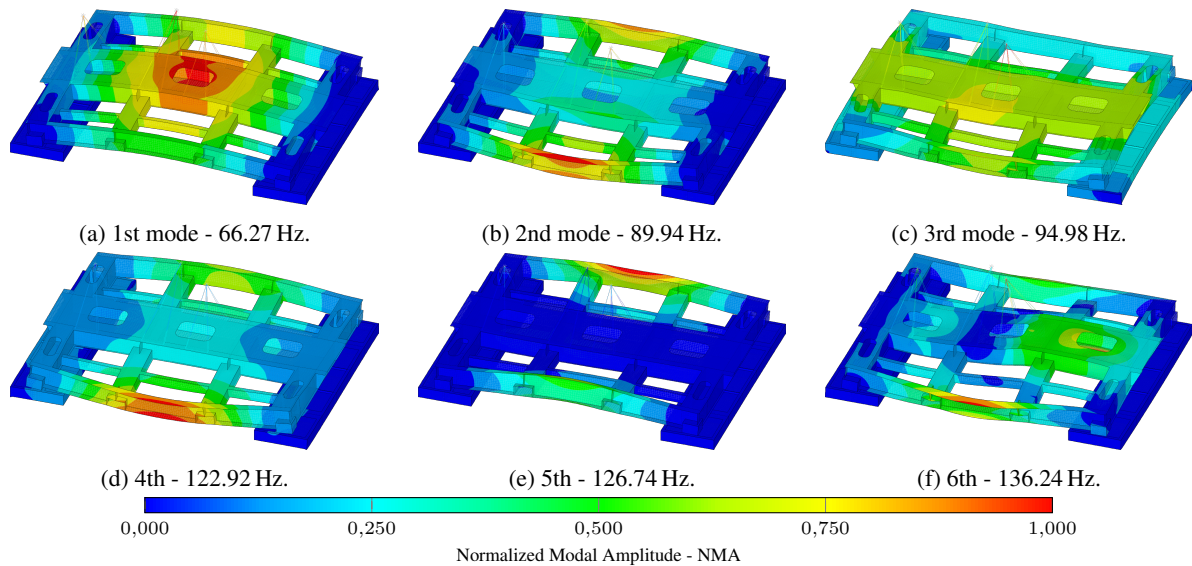 (a) 1st mode - 66.27 Hz.
(b) 2nd mode - 89.94 Hz.
(c) 3rd mode - 94.98 Hz.
(d) 4th - 122.92 Hz.
(e) 5th - 126.74 Hz.
(f) 6th - 136.24 Hz.
0,000
0,250
0,500
0,750
1,000
Normalized Modal Amplitude - NMA